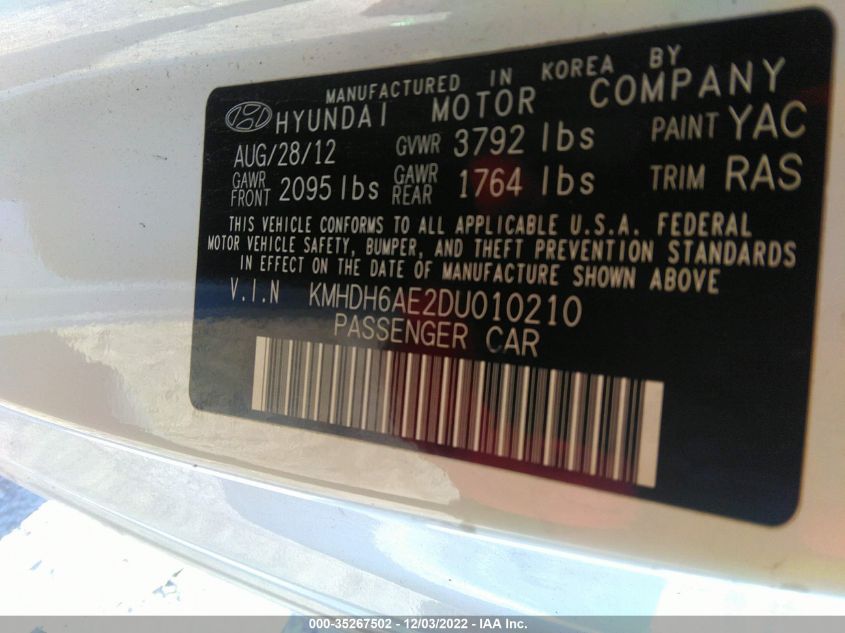 MANUFACTURED IN KOREA BY
HYUNDAI MOTOR COMPANY
AUG/28/12 GVWR 3792 lbs PAINT YAC
GAWR FRONT 2095 lbs GAWR REAR 1764 lbs TRIM RAS
THIS VEHICLE CONFORMS TO ALL APPLICABLE U.S.A. FEDERAL
MOTOR VEHICLE SAFETY, BUMPER, AND THEFT PREVENTION STANDARDS
IN EFFECT ON THE DATE OF MANUFACTURE SHOWN ABOVE
V.I.N KMHDH6AE2DU010210
PASSENGER CAR
000-35267502 - 12/03/2022 - IAA Inc.